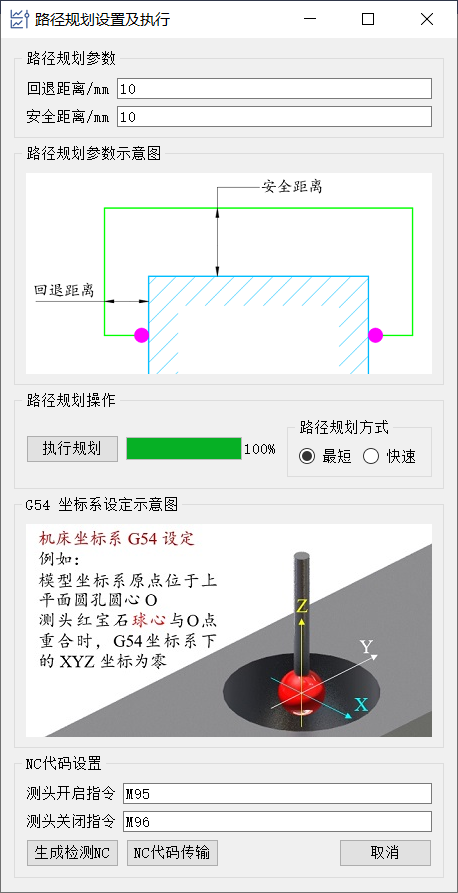 路径规划设置及执行
路径规划参数
回退距离/mm 10
安全距离/mm 10
路径规划参数示意图
安全距离
回退距离
路径规划操作
执行规划 100%
路径规划方式
最短 快速
G54 坐标系设定示意图
机床坐标系 G54 设定
例如:
模型坐标系原点位于上
平面圆孔圆心 O
测头红宝石球心与O点
重合时，G54坐标系下
的 XYZ 坐标为零
Z
Y
X
NC代码设置
测头开启指令 M95
测头关闭指令 M96
生成检测NC NC代码传输 取消